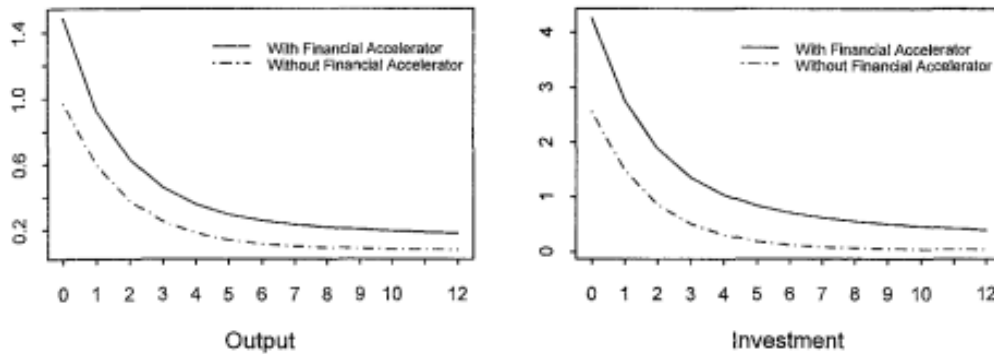 1.4
1.0
0.6
0.2
With Financial Accelerator
Without Financial Accelerator
0 1 2 3 4 5 6 7 8 9 10 12
Output
4
3
2
1
0
With Financial Accelerator
Without Financial Accelerator
0 1 2 3 4 5 6 7 8 9 10 12
Investment